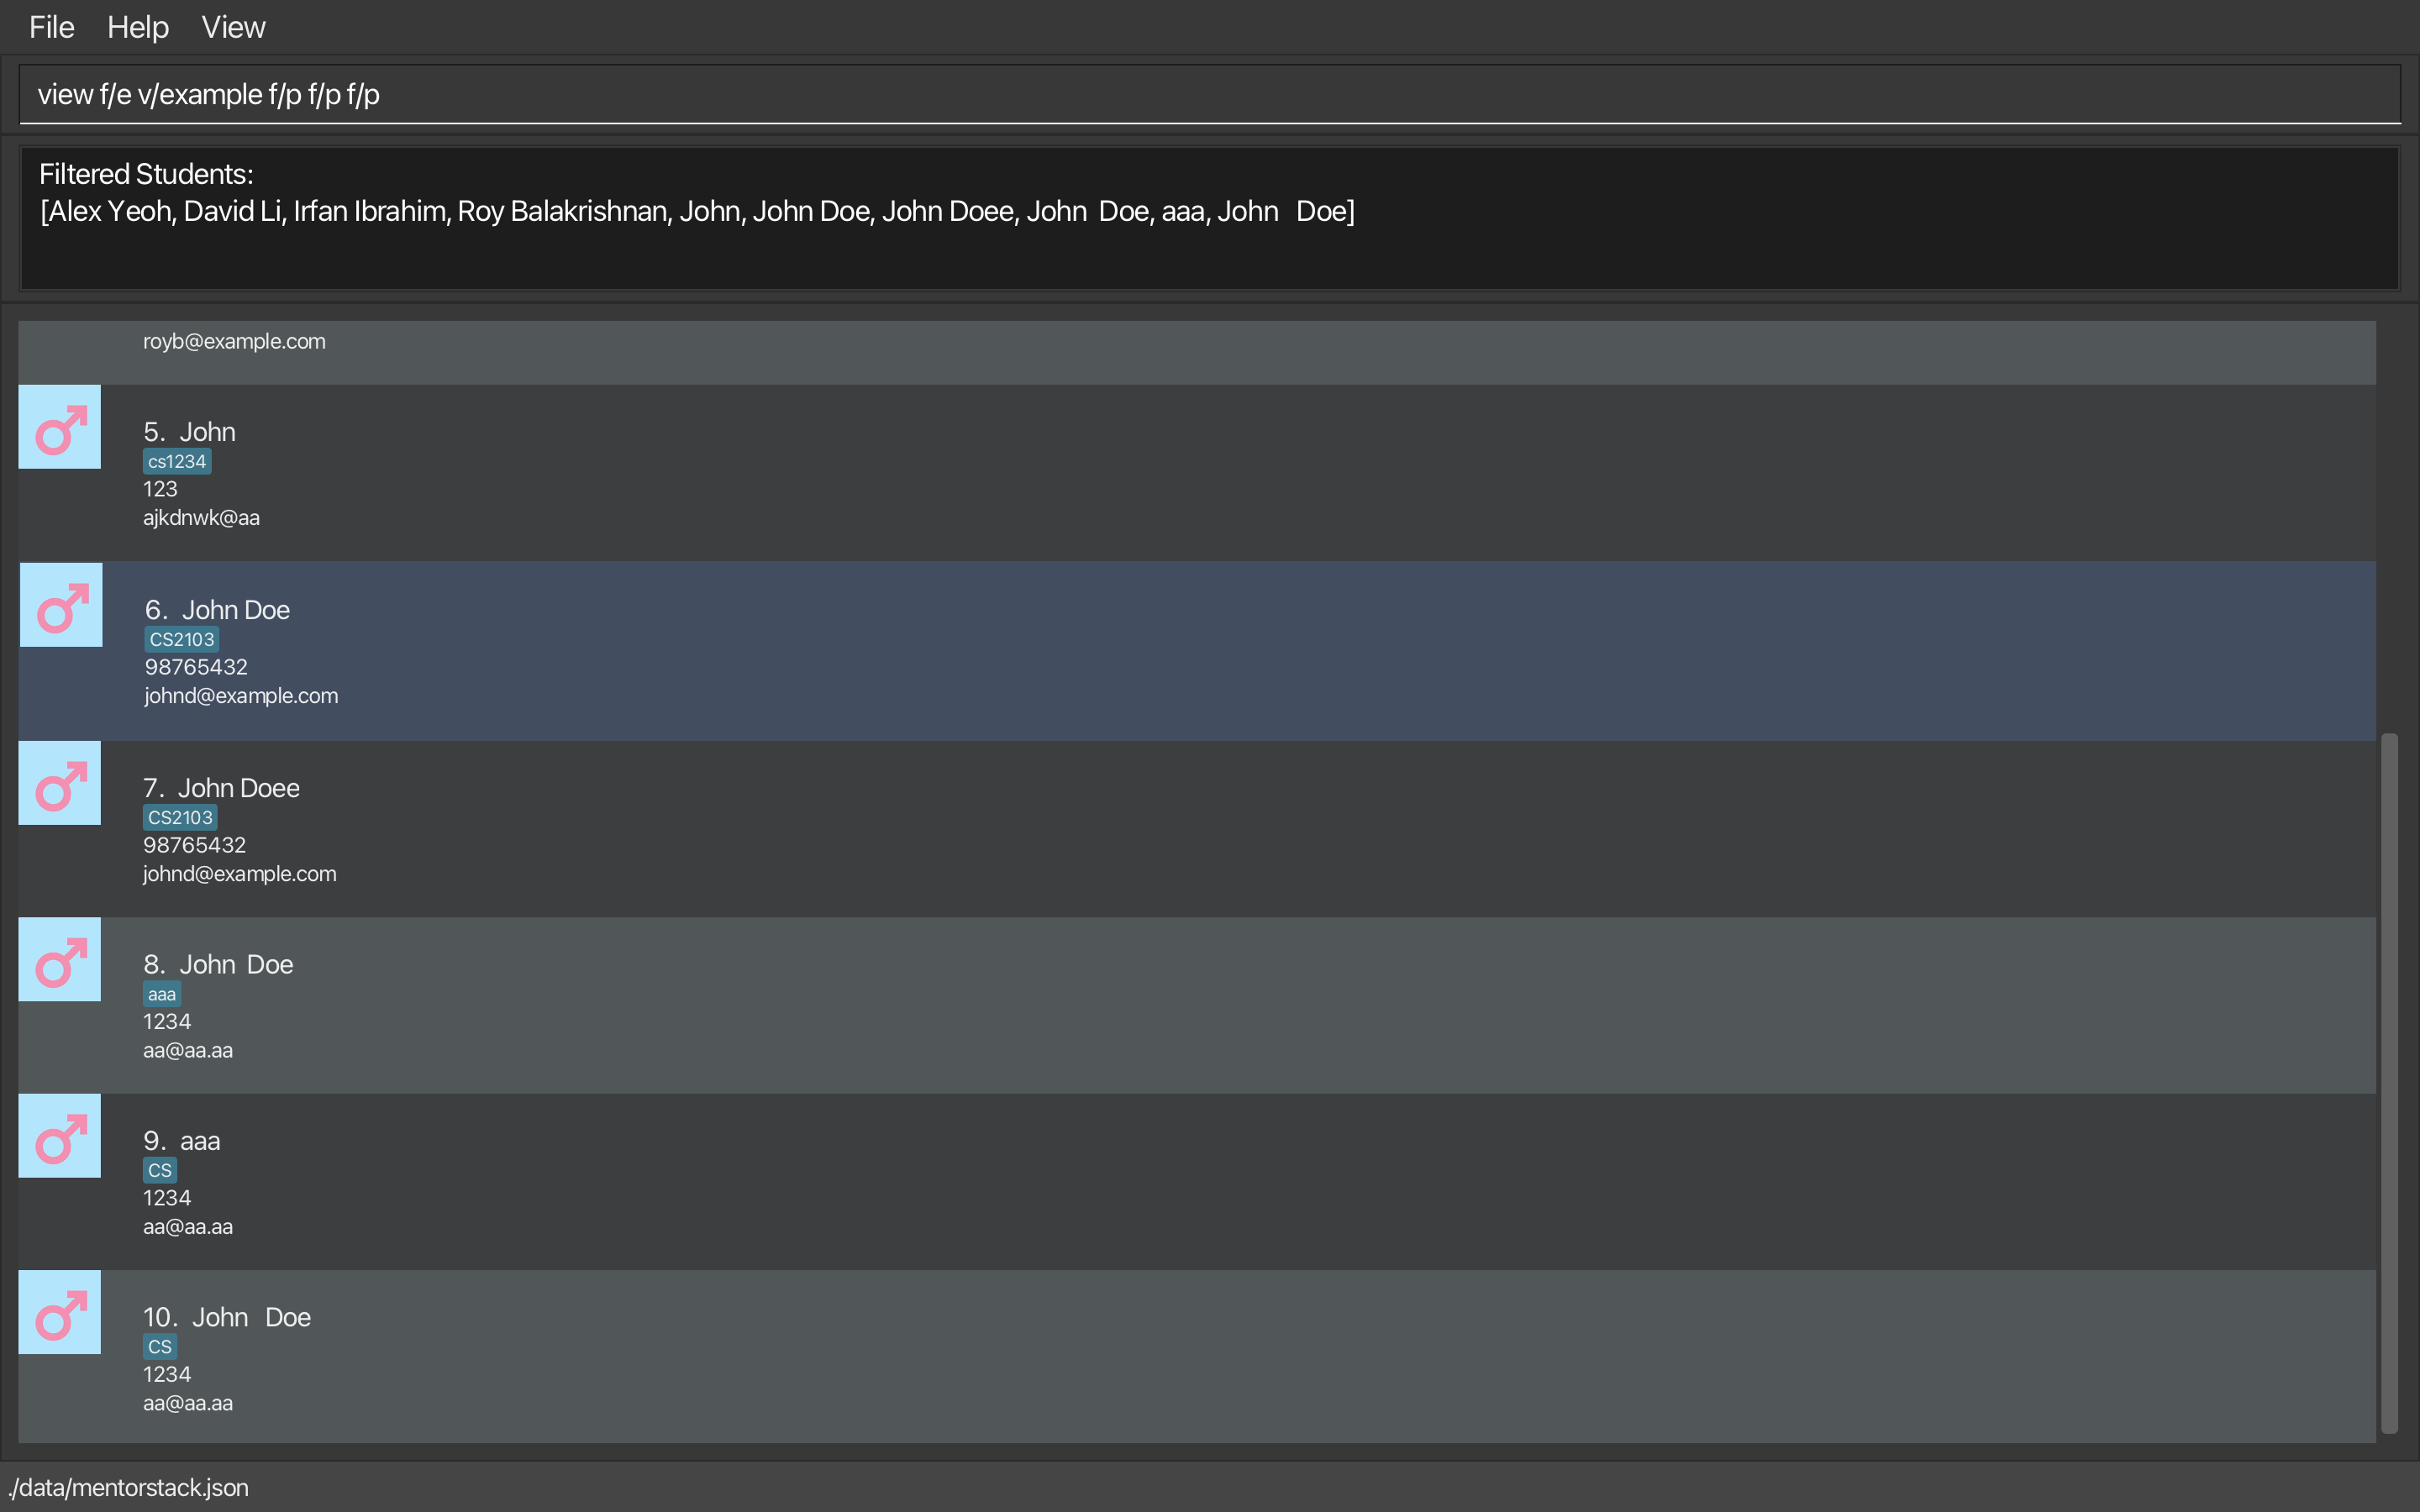 File Help View
view f/e v/example f/p f/p f/p
Filtered Students:
[Alex Yeoh, David Li, Irfan Ibrahim, Roy Balakrishnan, John, John Doe, John Doee, John  Doe, aaa, John   Doe]
royb@example.com
5. John
cs1234
123
ajkdnwk@aa
6. John Doe
CS2103
98765432
johnd@example.com
7. John Doee
CS2103
98765432
johnd@example.com
8. John  Doe
aaa
1234
aa@aa.aa
9. aaa
CS
1234
aa@aa.aa
10. John   Doe
CS
1234
aa@aa.aa
./data/mentorstack.json